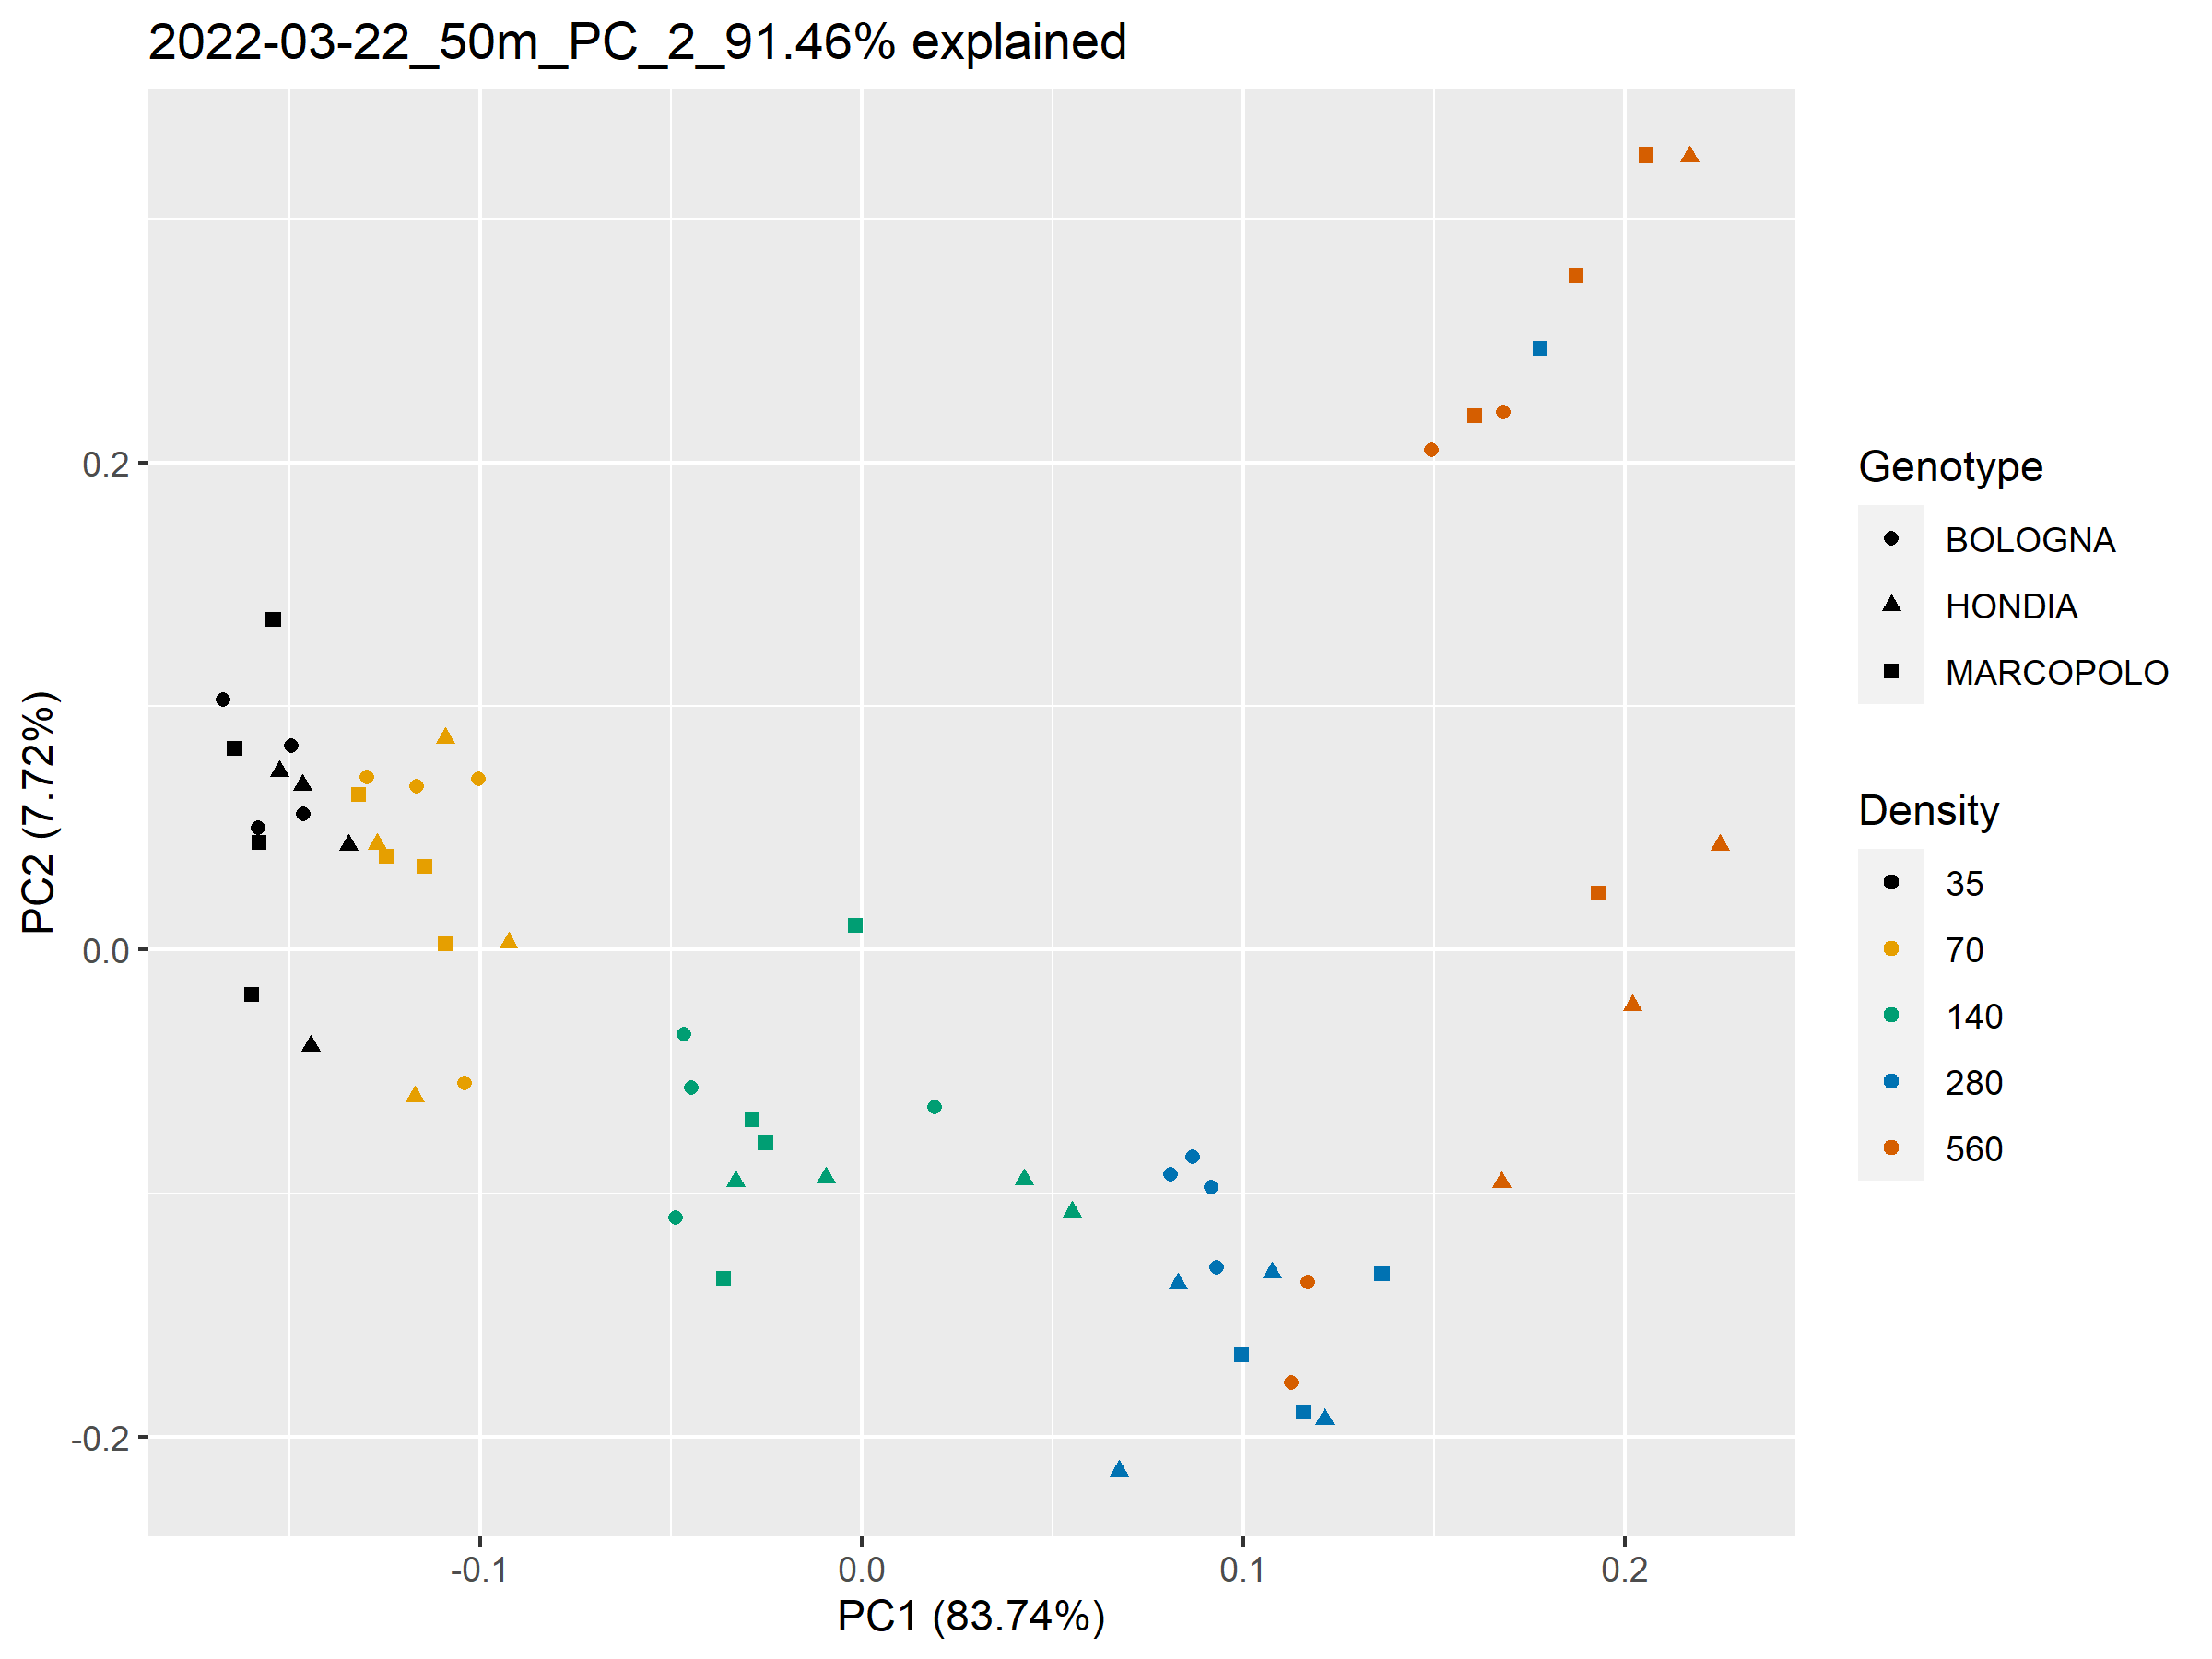 2022-03-22_50m_PC_2_91.46% explained
PC2 (7.72%)
0.2
0.0
-0.2
-0.1
0.0
0.1
0.2
PC1 (83.74%)
Genotype
BOLOGNA
HONDIA
MARCOPOLO
Density
35
70
140
280
560